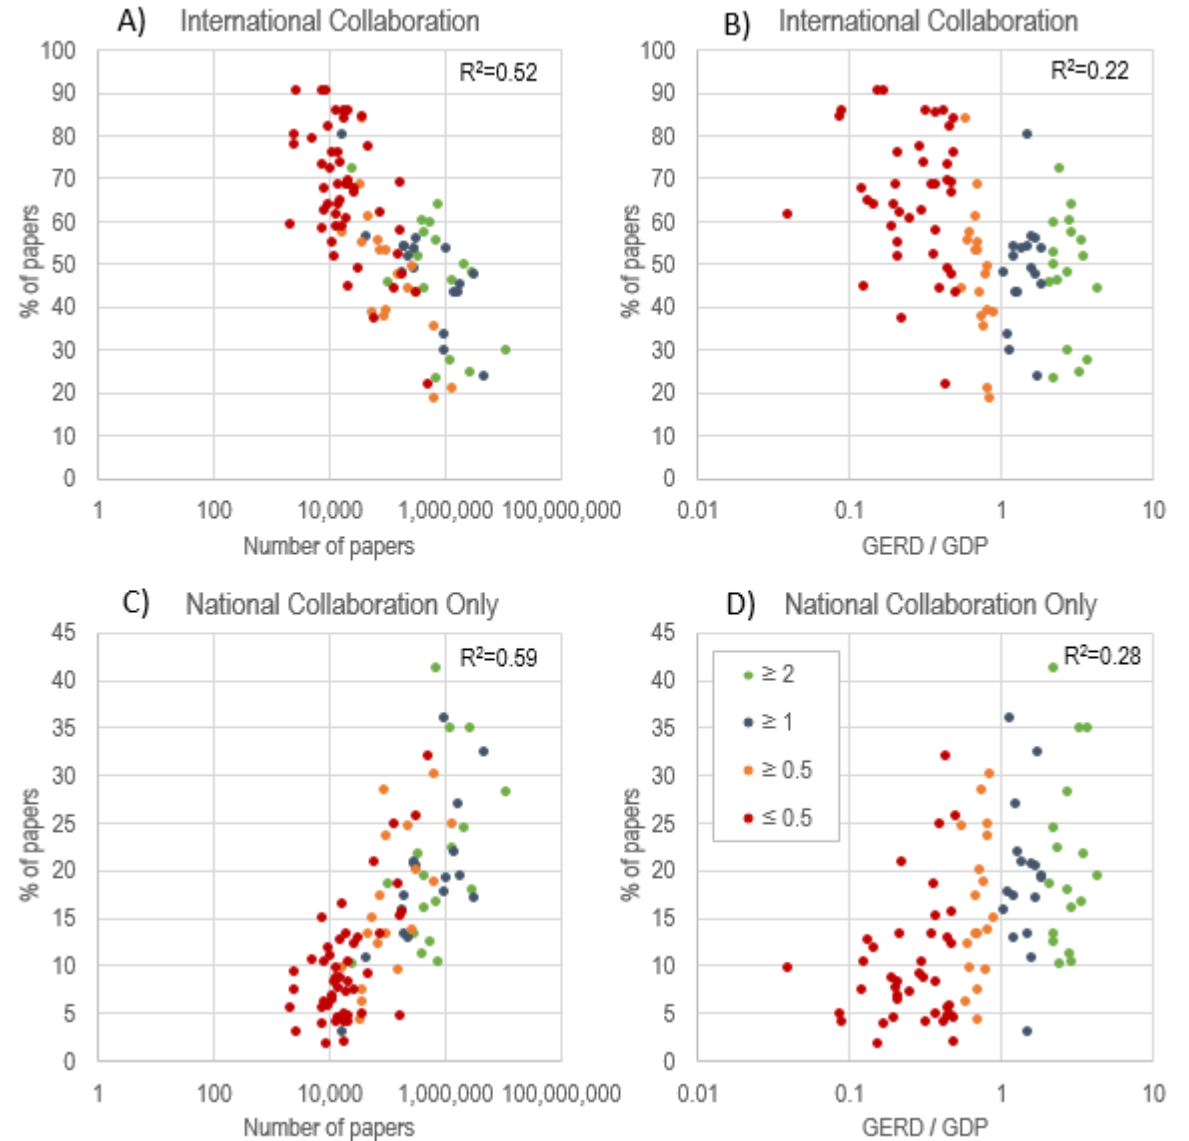 A) International Collaboration
R²=0.52
% of papers
100
90
80
70
60
50
40
30
20
10
0
1 100 10,000 1,000,000 100,000,000
Number of papers
B) International Collaboration
R²=0.22
% of papers
100
90
80
70
60
50
40
30
20
10
0
0.01 0.1 1 10
GERD / GDP
C) National Collaboration Only
R²=0.59
% of papers
45
40
35
30
25
20
15
10
5
0
1 100 10,000 1,000,000 100,000,000
Number of papers
D) National Collaboration Only
R²=0.28
≥ 2
≥ 1
≥ 0.5
≤ 0.5
% of papers
45
40
35
30
25
20
15
10
5
0
0.01 0.1 1 10
GERD / GDP